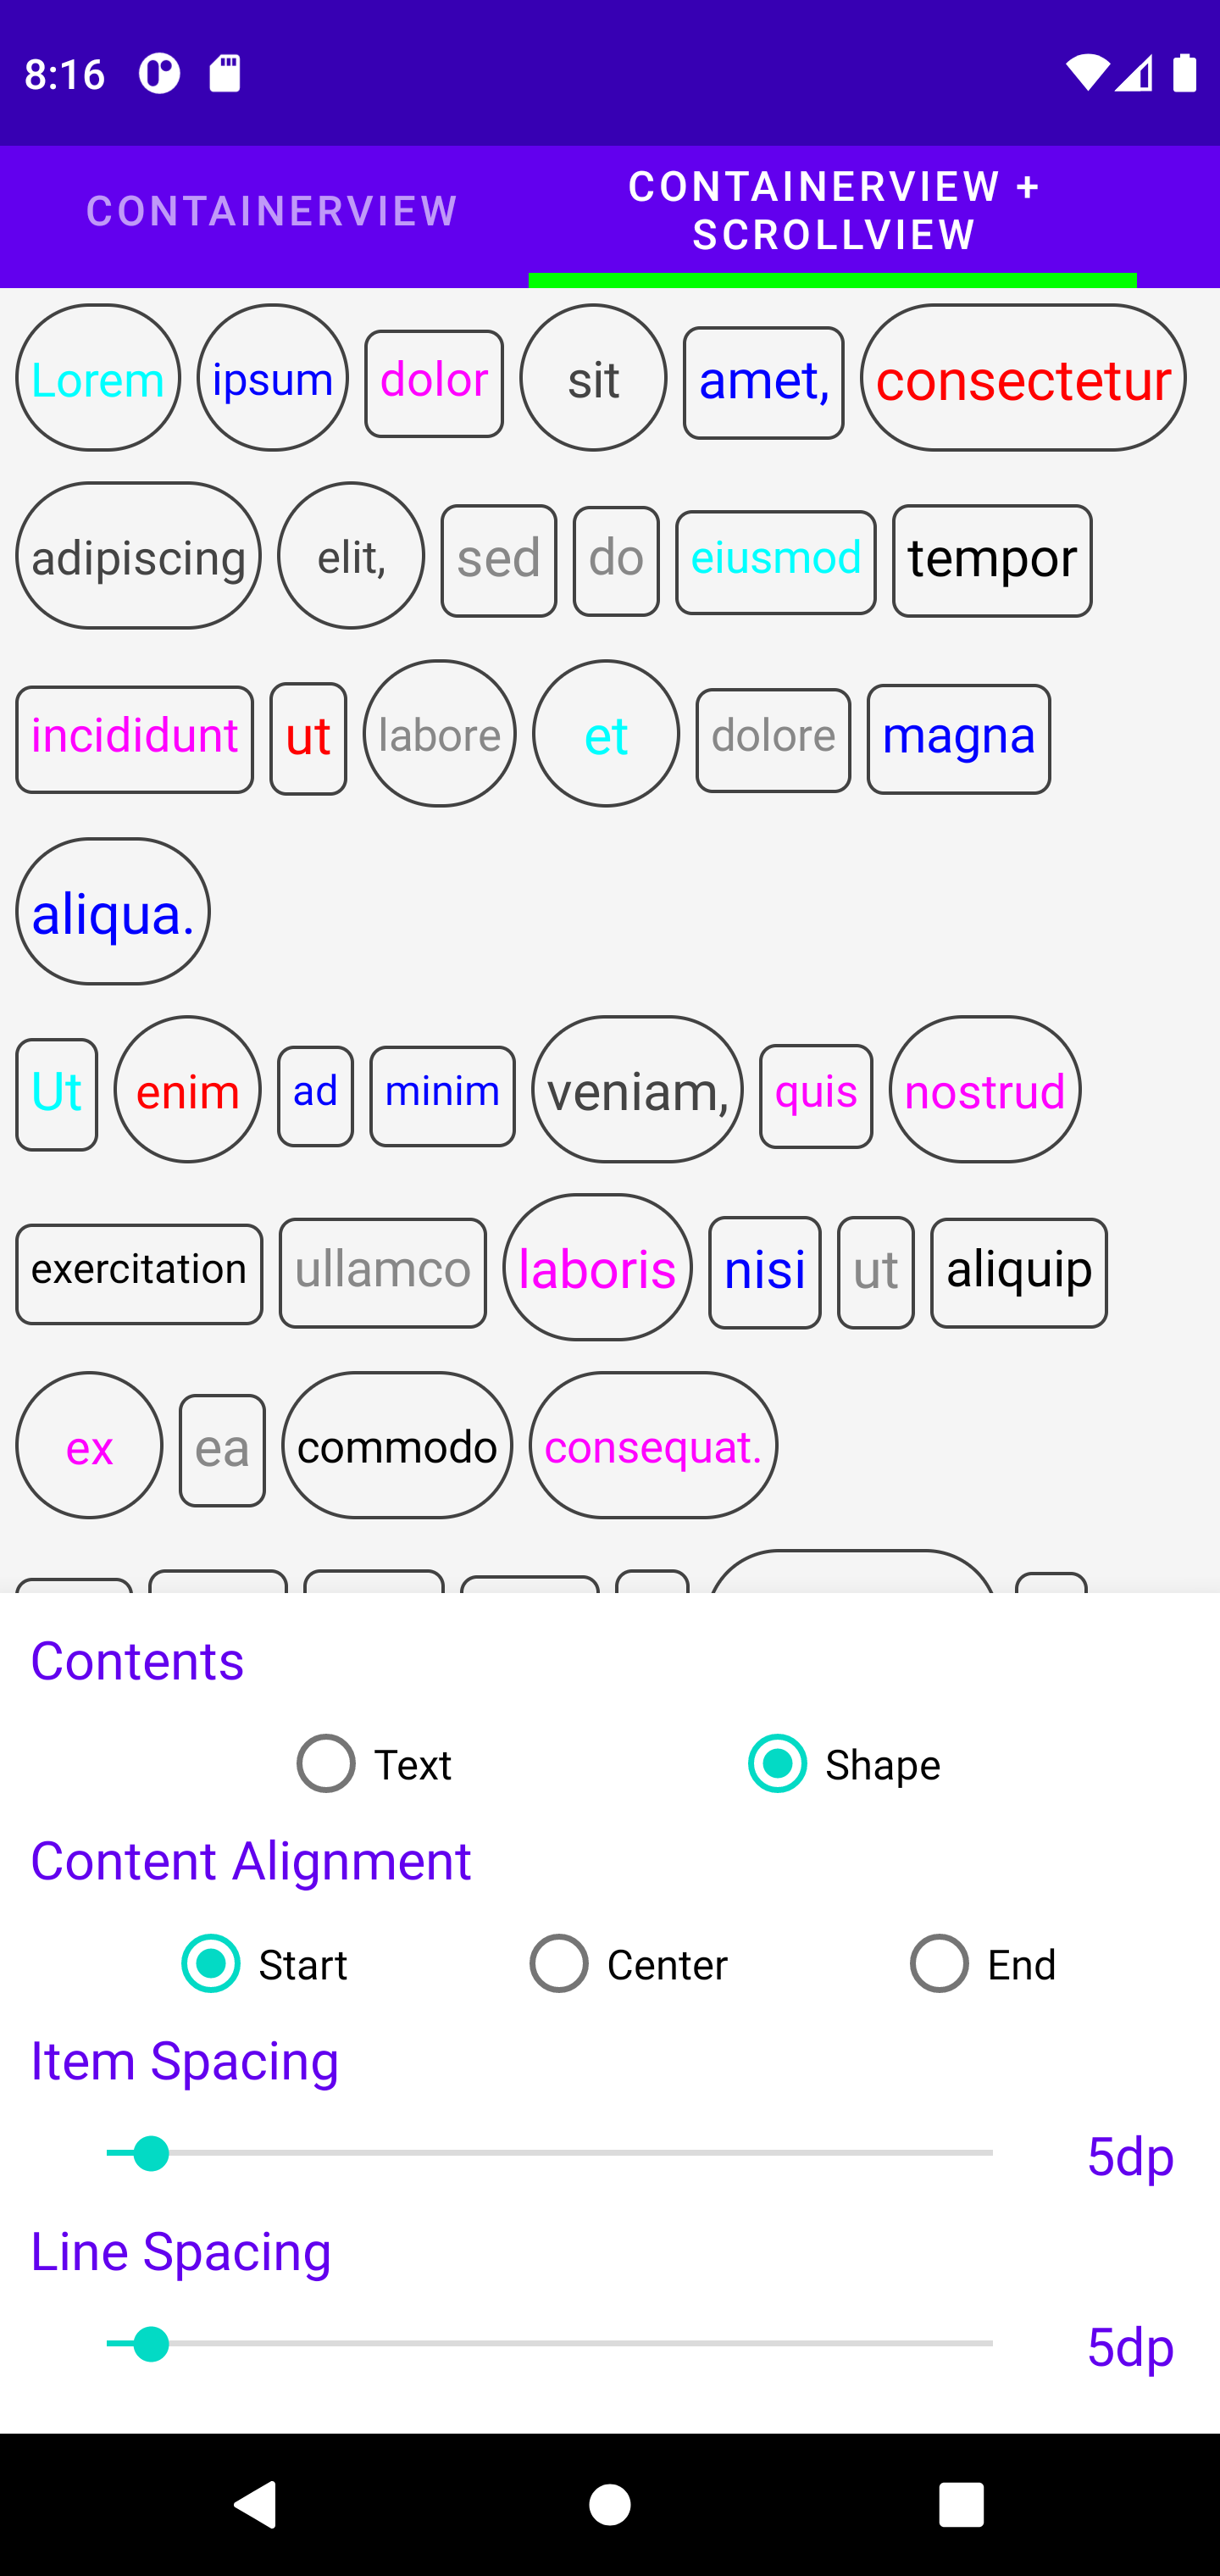 8:16
CONTAINERVIEW
CONTAINERVIEW +
SCROLLVIEW
Lorem ipsum dolor sit amet, consectetur
adipiscing elit, sed do eiusmod tempor
incididunt ut labore et dolore magna
aliqua.
Ut enim ad minim veniam, quis nostrud
exercitation ullamco laboris nisi ut aliquip
ex ea commodo consequat.
Contents
Text Shape
Content Alignment
Start Center End
Item Spacing
5dp
Line Spacing
5dp